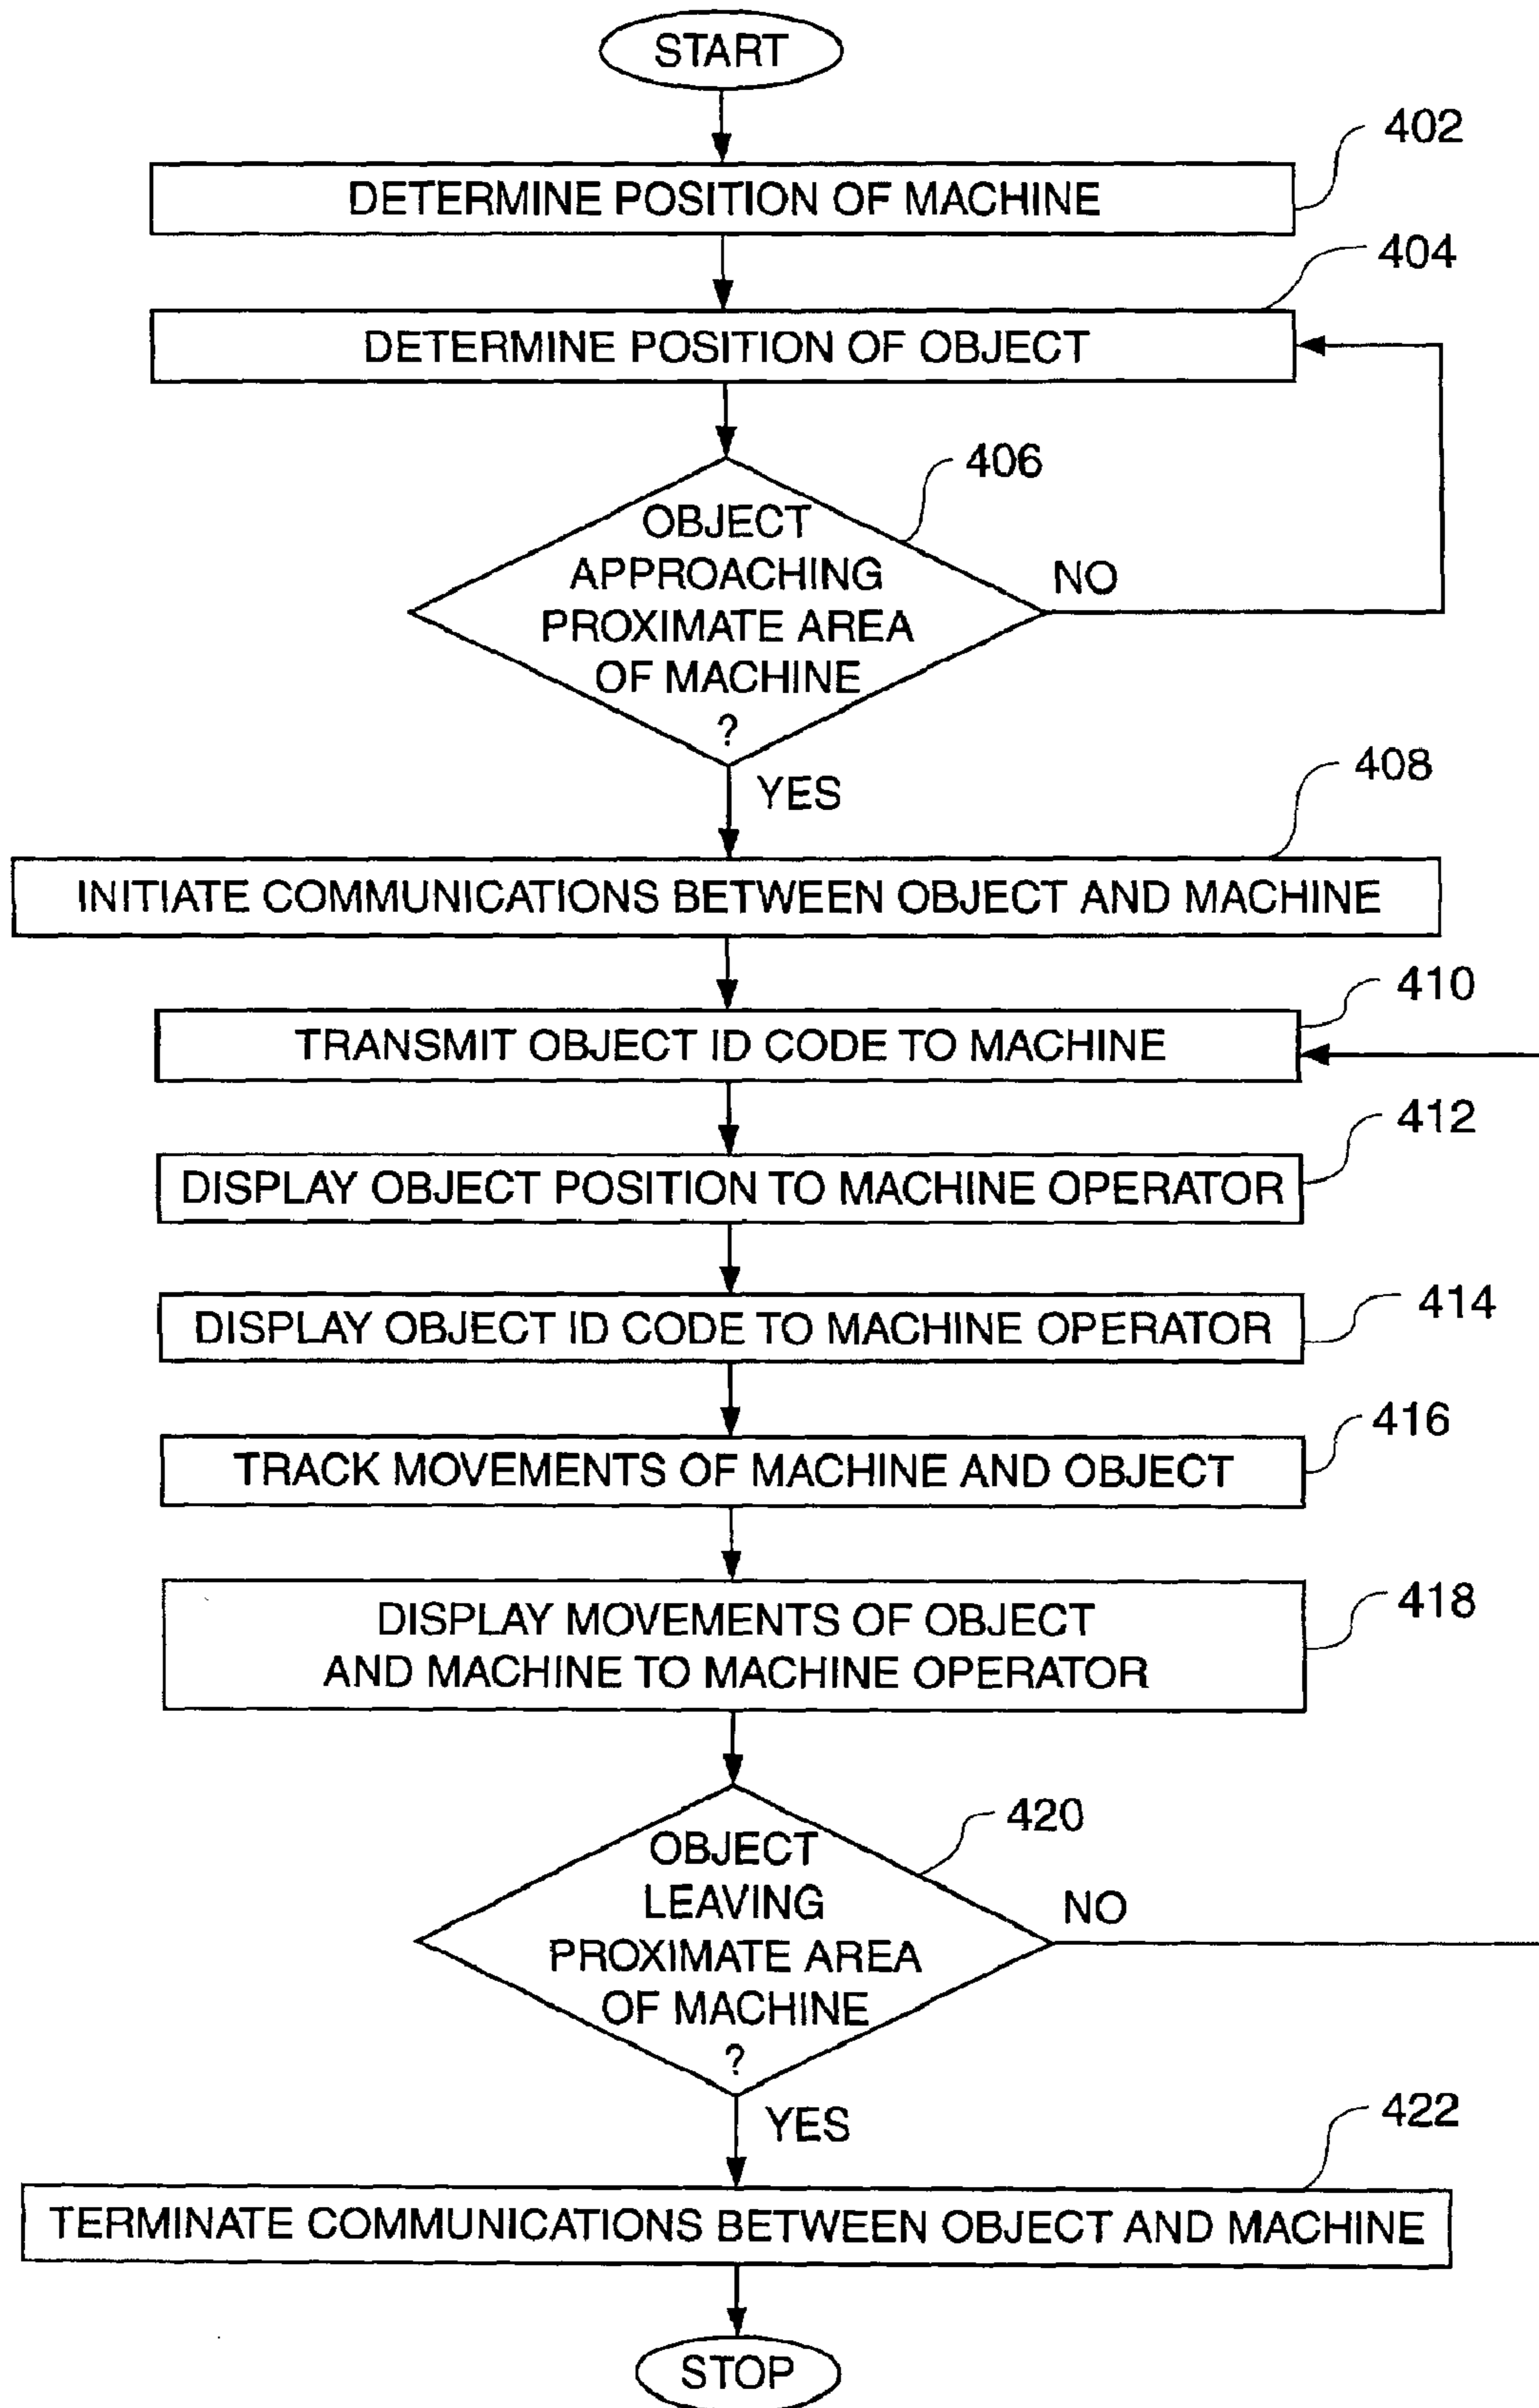 START
402
DETERMINE POSITION OF MACHINE
404
DETERMINE POSITION OF OBJECT
406
OBJECT
APPROACHING
PROXIMATE AREA
OF MACHINE
?
NO
YES
408
INITIATE COMMUNICATIONS BETWEEN OBJECT AND MACHINE
410
TRANSMIT OBJECT ID CODE TO MACHINE
412
DISPLAY OBJECT POSITION TO MACHINE OPERATOR
414
DISPLAY OBJECT ID CODE TO MACHINE OPERATOR
416
TRACK MOVEMENTS OF MACHINE AND OBJECT
418
DISPLAY MOVEMENTS OF OBJECT
AND MACHINE TO MACHINE OPERATOR
420
OBJECT
LEAVING
PROXIMATE AREA
OF MACHINE
?
NO
YES
422
TERMINATE COMMUNICATIONS BETWEEN OBJECT AND MACHINE
STOP